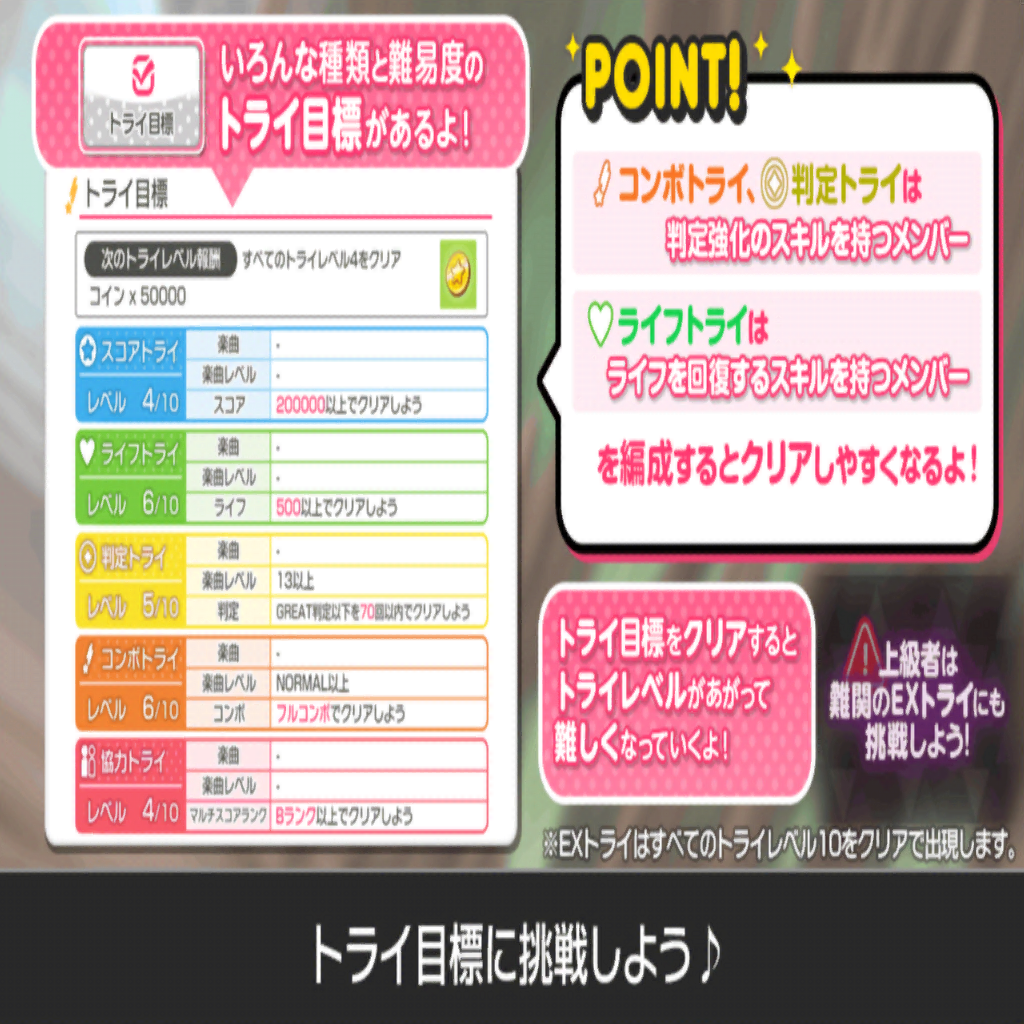 トライ目標
いろんな種類と難易度の
トライ目標があるよ!
トライ目標
次のトライレベル報酬 すべてのトライレベル4をクリア
コイン x 50000
スコアトライ
レベル 4/10
楽曲 -
楽曲レベル -
スコア 200000以上でクリアしよう
ライフトライ
レベル 6/10
楽曲 -
楽曲レベル -
ライフ 500以上でクリアしよう
判定トライ
レベル 5/10
楽曲 -
楽曲レベル 13以上
判定 GREAT判定以下を70回以内でクリアしよう
コンボトライ
レベル 6/10
楽曲 -
楽曲レベル NORMAL以上
コンボ フルコンボでクリアしよう
協力トライ
レベル 4/10
楽曲 -
楽曲レベル -
マルチスコアランク Bランク以上でクリアしよう
POINT!
コンボトライ、判定トライは
判定強化のスキルを持つメンバー
ライフトライは
ライフを回復するスキルを持つメンバー
を編成するとクリアしやすくなるよ!
トライ目標をクリアすると
トライレベルがあがって
難しくなっていくよ!
上級者は
難関のEXトライにも
挑戦しよう!
※EXトライはすべてのトライレベル10をクリアで出現します。
トライ目標に挑戦しよう♪